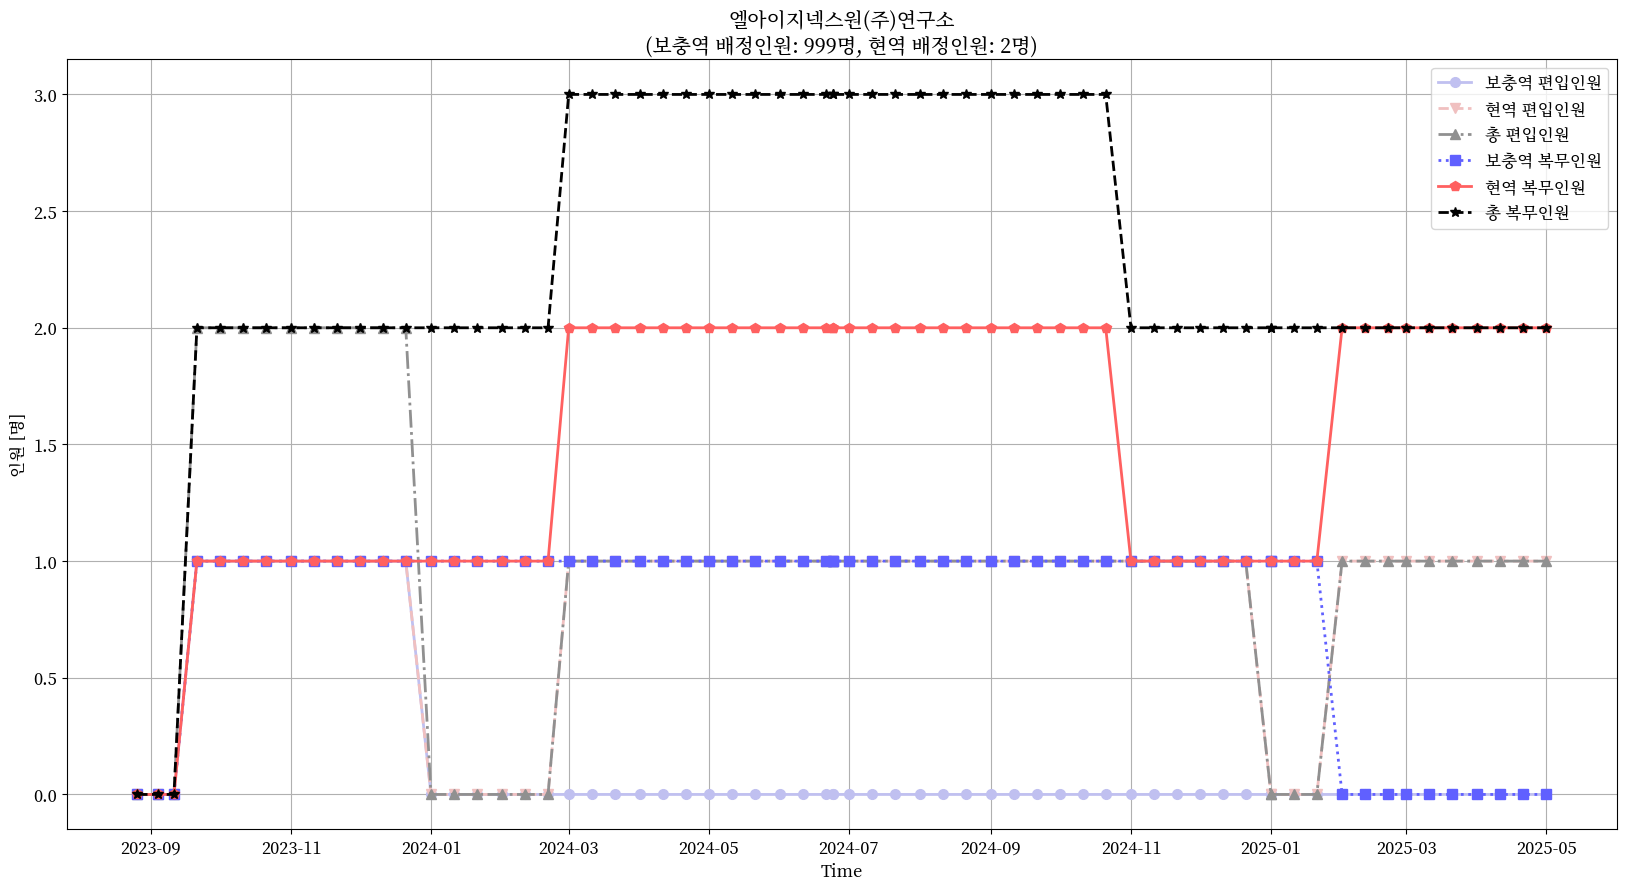 엘아이지넥스원(주)연구소
(보충역 배정인원: 999명, 현역 배정인원: 2명)
보충역 편입인원
현역 편입인원
총 편입인원
보충역 복무인원
현역 복무인원
총 복무인원
인원 [명]
3.0
2.5
2.0
1.5
1.0
0.5
0.0
2023-09
2023-11
2024-01
2024-03
2024-05
2024-07
2024-09
2024-11
2025-01
2025-03
2025-05
Time